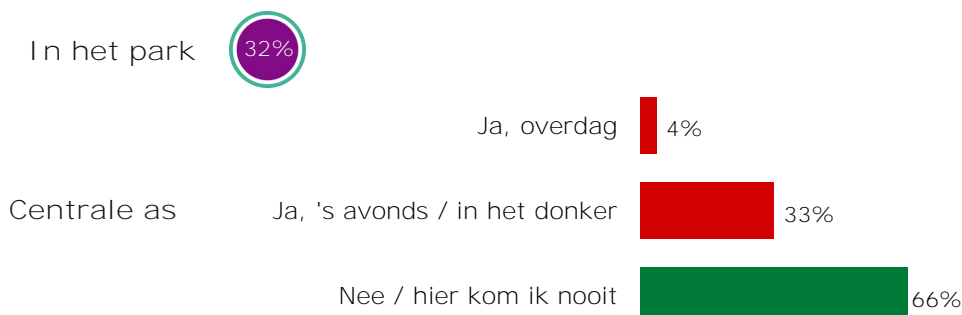 In het park 32%
Ja, overdag 4%
Centrale as Ja, 's avonds / in het donker 33%
Nee / hier kom ik nooit 66%